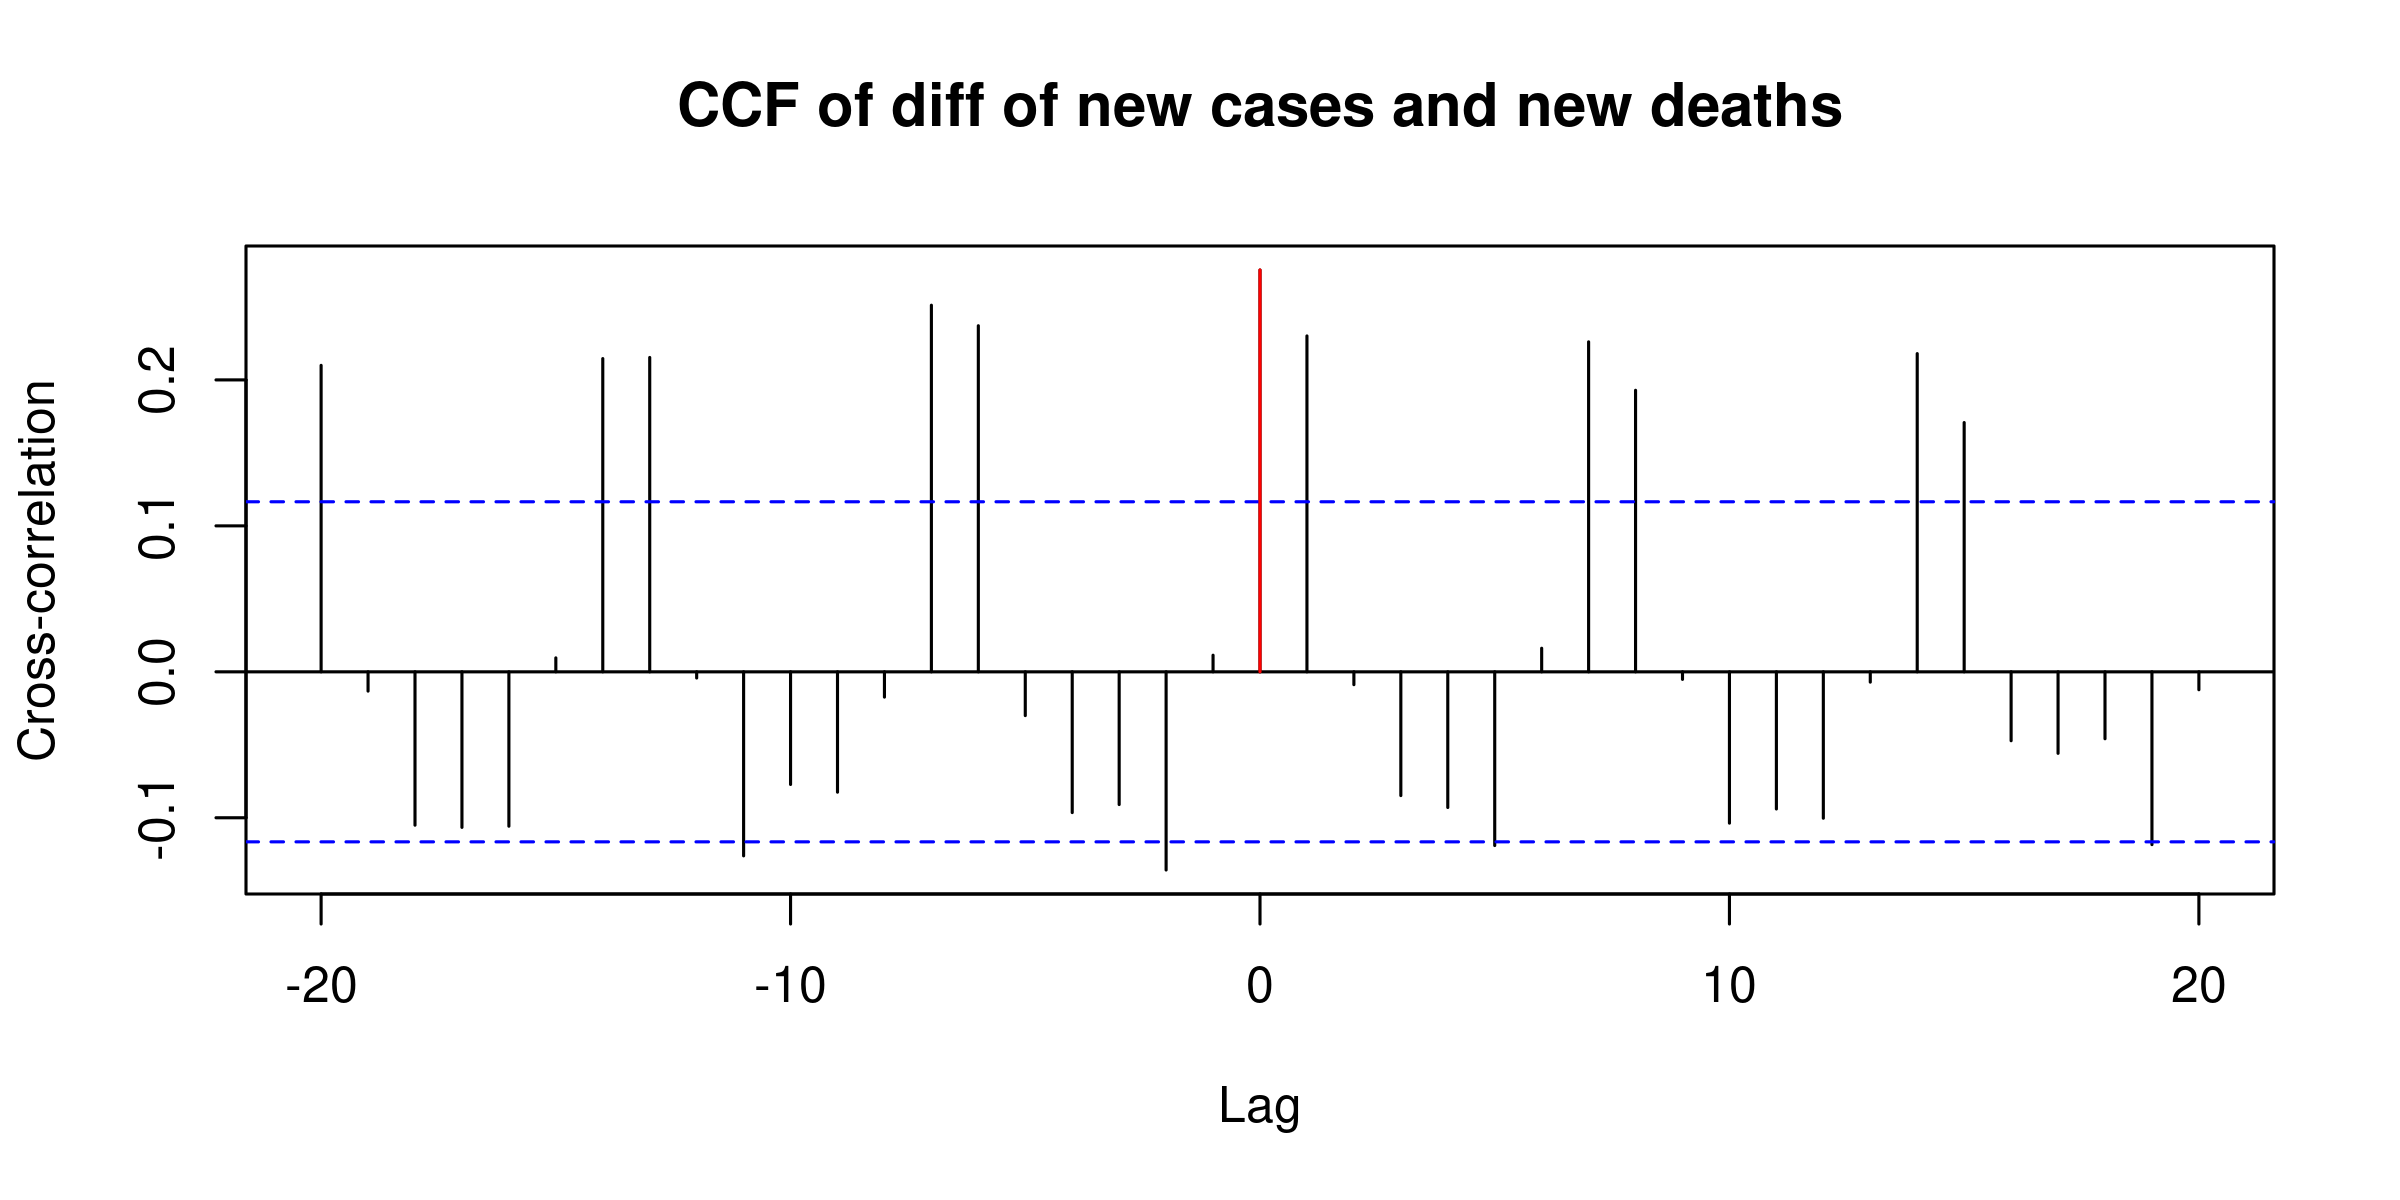 CCF of diff of new cases and new deaths
Cross-correlation
0.2
0.1
0.0
-0.1
-20 -10 0 10 20
Lag